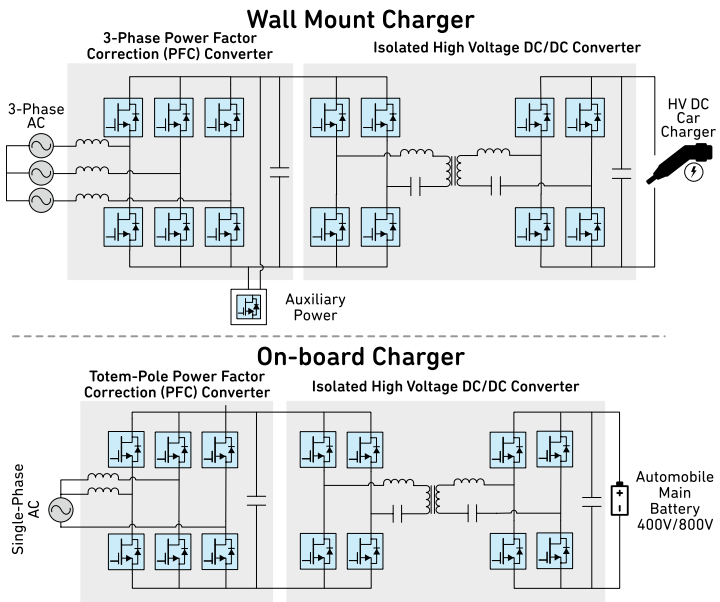 Wall Mount Charger
3-Phase Power Factor
Correction (PFC) Converter
Isolated High Voltage DC/DC Converter
3-Phase
AC
HV DC
Car
Charger
Auxiliary
Power
On-board Charger
Totem-Pole Power Factor
Correction (PFC) Converter
Isolated High Voltage DC/DC Converter
Single-Phase
AC
Automobile
Main
Battery
400V/800V